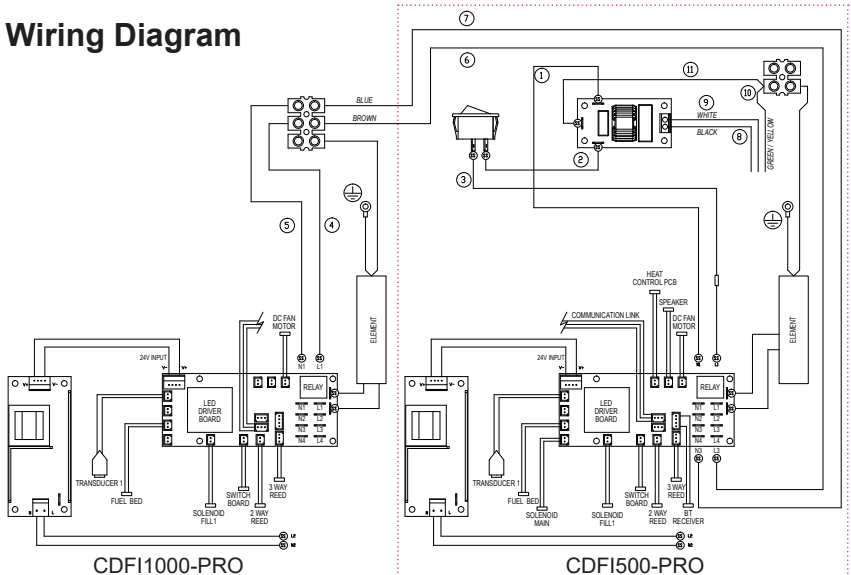 Wiring Diagram
7
6
1
11
10
9
8
2
3
5
4
BLUE
BROWN
WHITE
BLACK
GREEN / YELLOW
HEAT
CONTROL PCB
SPEAKER
DC FAN
MOTOR
COMMUNICATION LINK
DC FAN
MOTOR
ELEMENT
ELEMENT
24V INPUT
V- V+
N1 L1
RELAY
LED
DRIVER
BOARD
N1 L1
N2 L2
N3 L3
N4 L4
V+ V-
TRANSDUCER 1
FUEL BED
SOLENOID
FILL1
SWITCH
BOARD
2 WAY
REED
3 WAY
REED
N L
L2
N2
CDFI1000-PRO
24V INPUT
V- V+
RELAY
LED
DRIVER
BOARD
N1 L1
N2 L2
N3 L3
N4 L4
N3 L3
V+ V-
TRANSDUCER 1
FUEL BED
SOLENOID
MAIN
SOLENOID
FILL1
SWITCH
BOARD
2 WAY
REED
3 WAY
REED
BT
RECEIVER
L2
N2
CDFI500-PRO